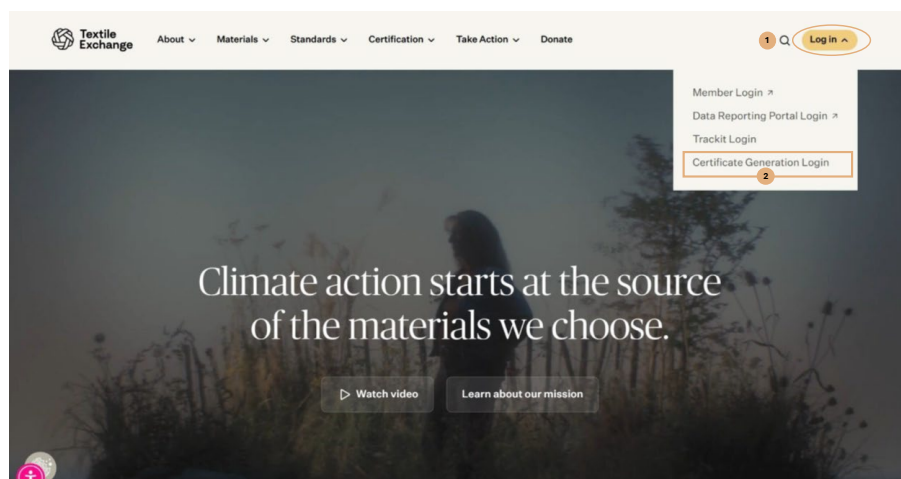 Textile
Exchange
About
Materials
Standards
Certification
Take Action
Donate
1
Log in
Member Login ↗
Data Reporting Portal Login ↗
Trackit Login
Certificate Generation Login
2
Climate action starts at the source
of the materials we choose.
Watch video
Learn about our mission